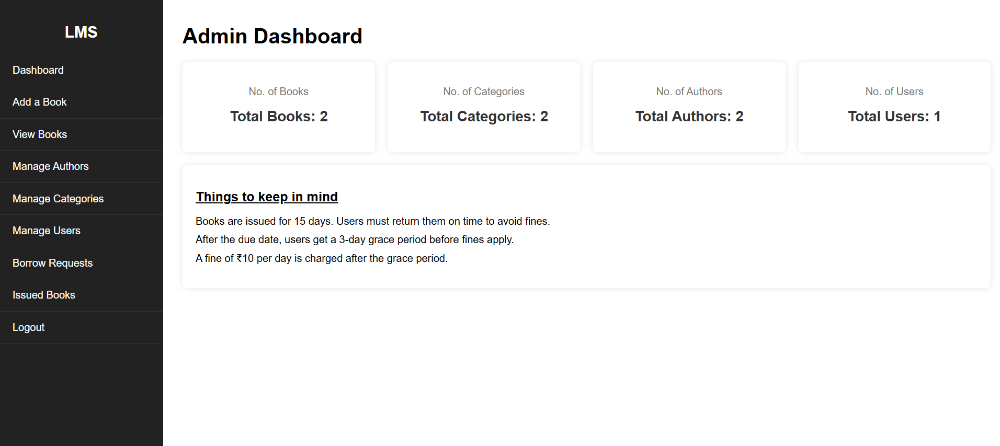 LMS
Dashboard
Add a Book
View Books
Manage Authors
Manage Categories
Manage Users
Borrow Requests
Issued Books
Logout
Admin Dashboard
No. of Books
Total Books: 2
No. of Categories
Total Categories: 2
No. of Authors
Total Authors: 2
No. of Users
Total Users: 1
Things to keep in mind
Books are issued for 15 days. Users must return them on time to avoid fines.
After the due date, users get a 3-day grace period before fines apply.
A fine of ₹10 per day is charged after the grace period.